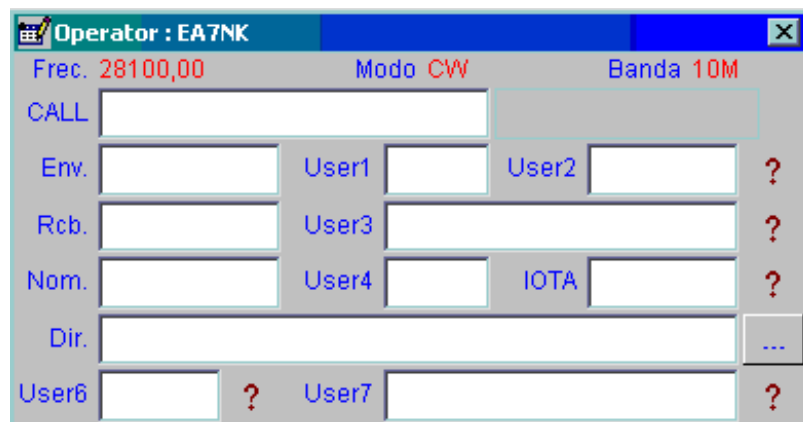 Operator : EA7NK
Frec. 28100,00 Modo CW Banda 10M
CALL
Env. User1 User2 ?
Rcb. User3 ?
Nom. User4 IOTA ?
Dir. ...
User6 ? User7 ?